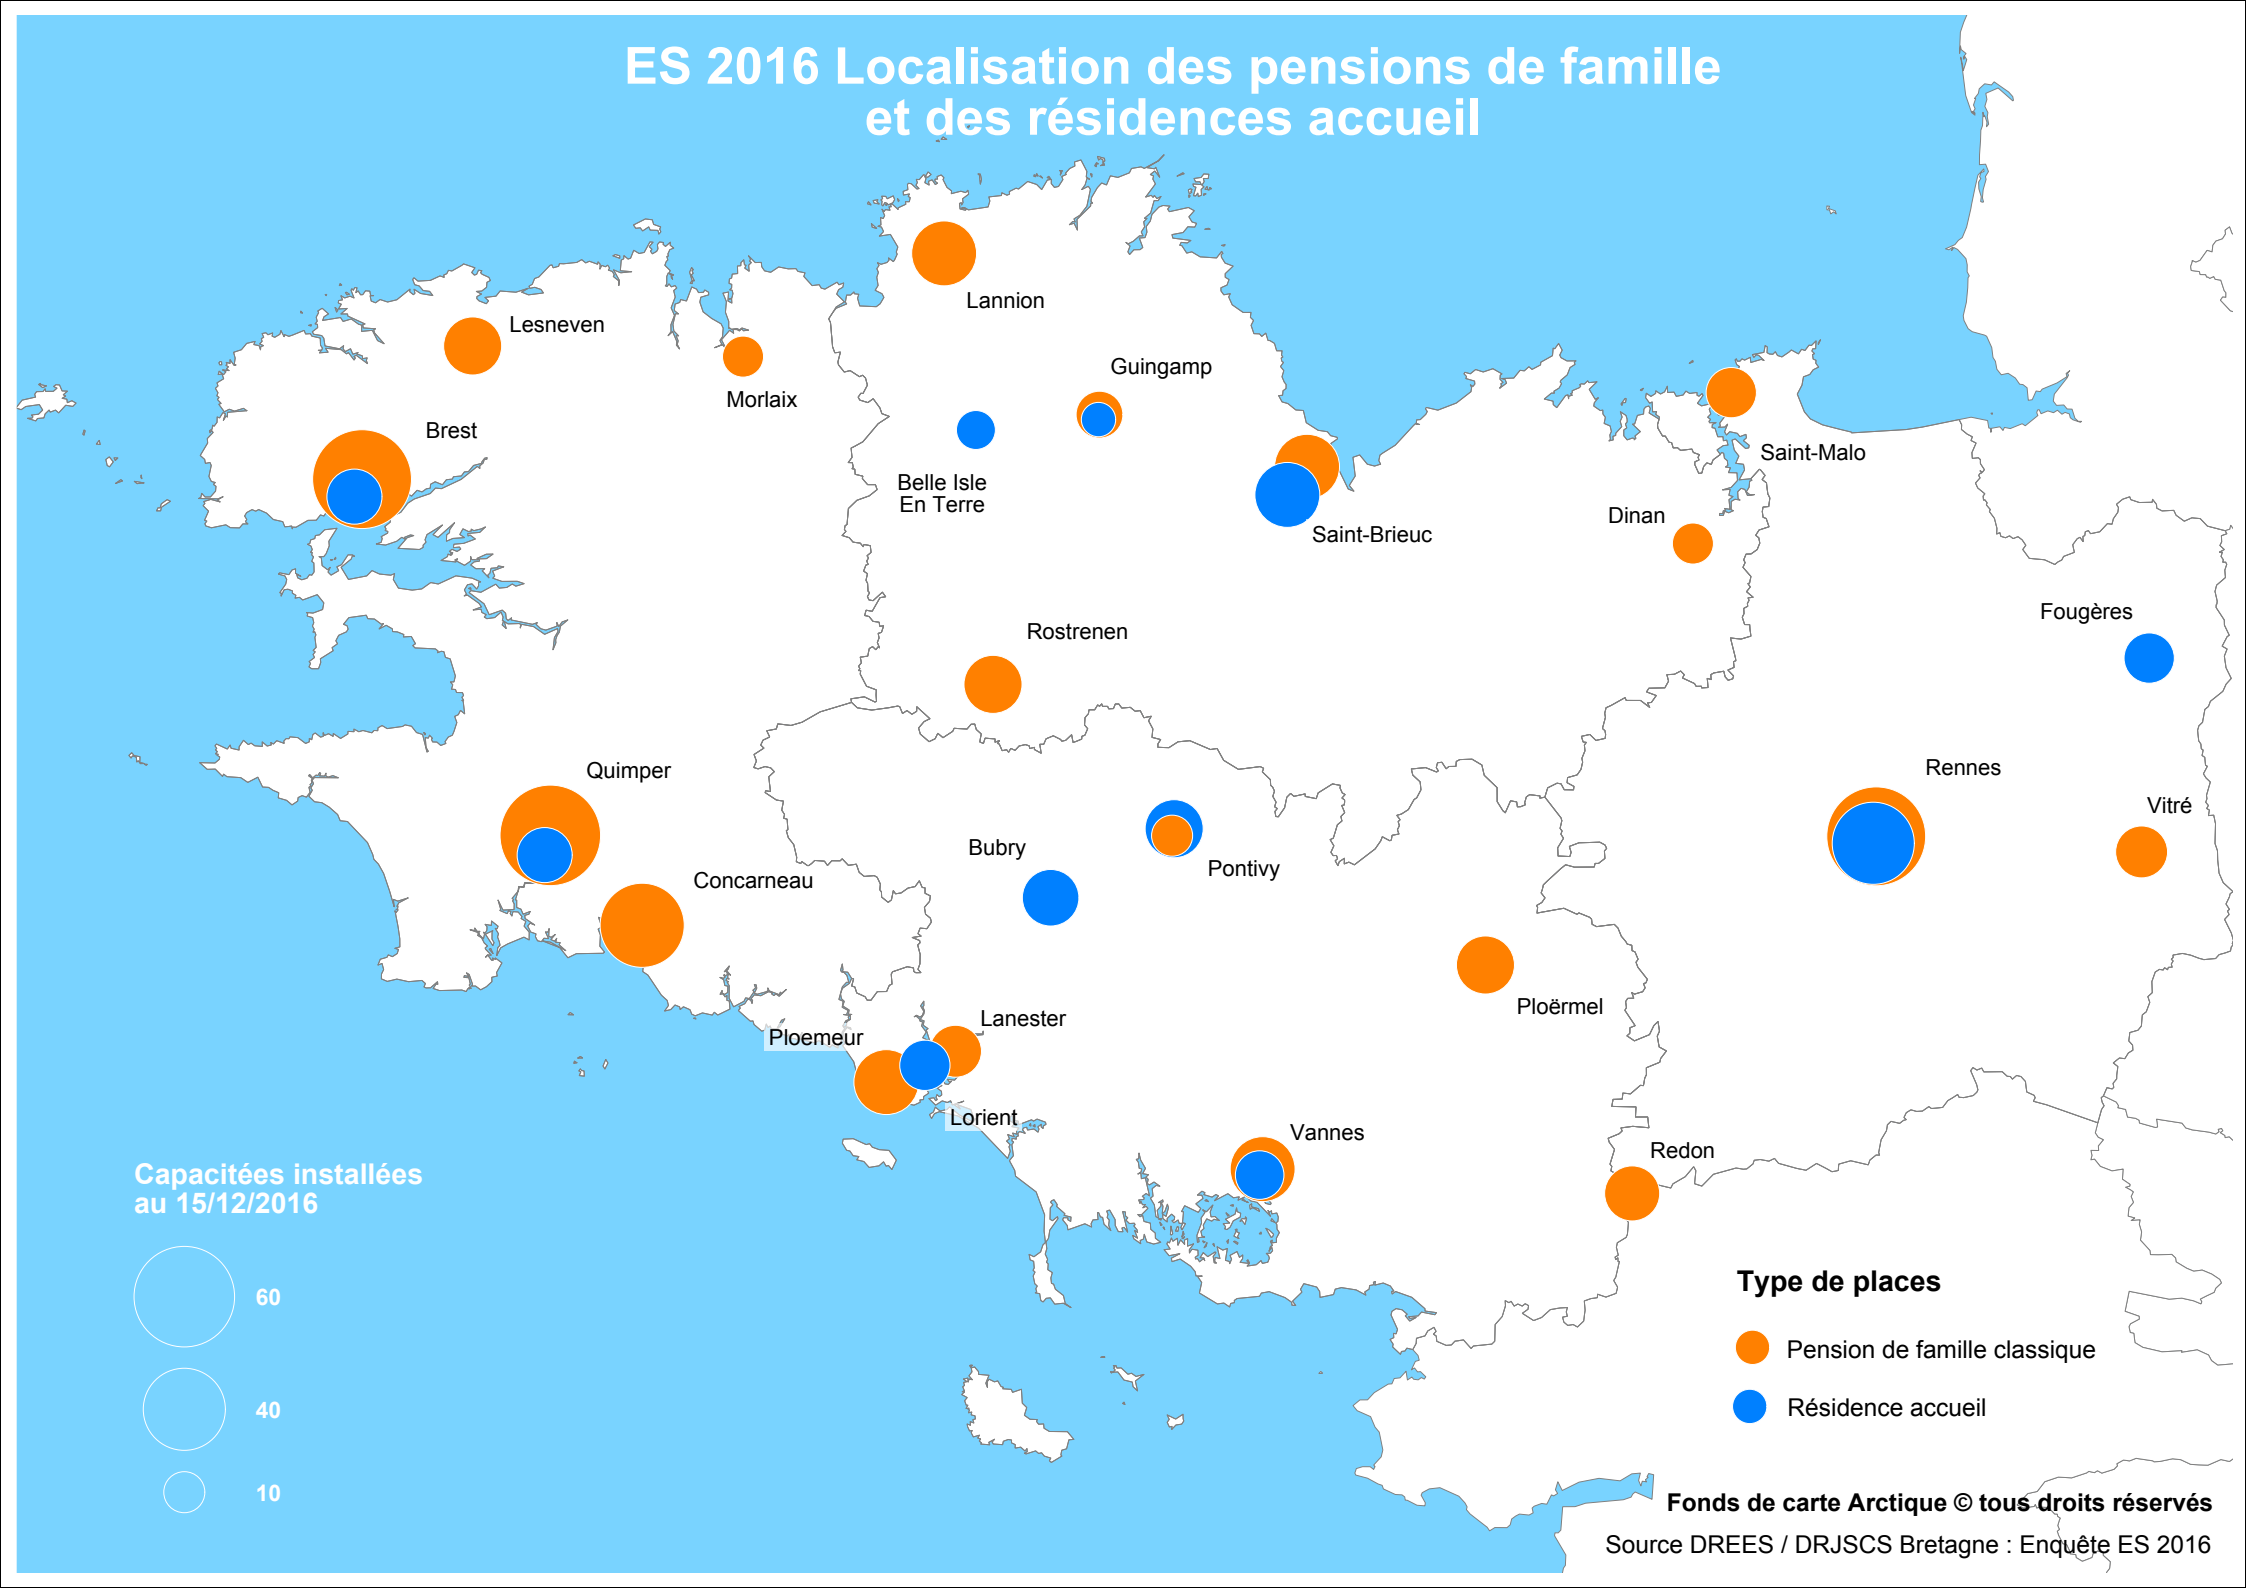 ES 2016 Localisation des pensions de famille
et des résidences accueil
Lannion
Lesneven
Guingamp
Morlaix
Brest
Saint-Malo
Belle Isle
En Terre
Dinan
Saint-Brieuc
Fougères
Rostrenen
Quimper
Rennes
Vitré
Bubry
Pontivy
Concarneau
Ploërmel
Lanester
Ploemeur
Lorient
Vannes
Redon
Capacitées installées
au 15/12/2016
60
40
10
Type de places
Pension de famille classique
Résidence accueil
Fonds de carte Arctique © tous droits réservés
Source DREES / DRJSCS Bretagne : Enquête ES 2016